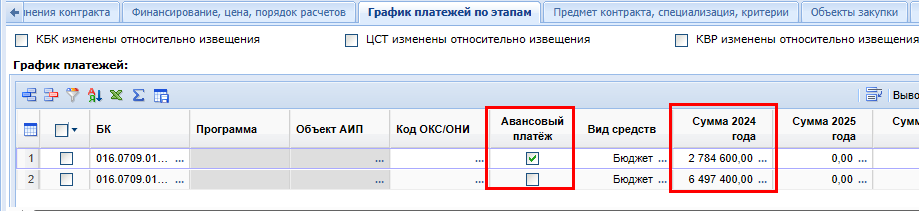 нения контракта Финансирование, цена, порядок расчетов График платежей по этапам Предмет контракта, специализация, критерии Объекты закупки
КБК изменены относительно извещения ЦСТ изменены относительно извещения КВР изменены относительно извещения
График платежей:
Выво
БК Программа Объект АИП Код ОКС/ОНИ Авансовый платёж Вид средств Сумма 2024 года Сумма 2025 года Сумм
1 016.0709.01... ... ... ... ... Бюджет ... 2 784 600,00 ... 0,00 ...
2 016.0709.01... ... ... ... Бюджет ... 6 497 400,00 ... 0,00 ...